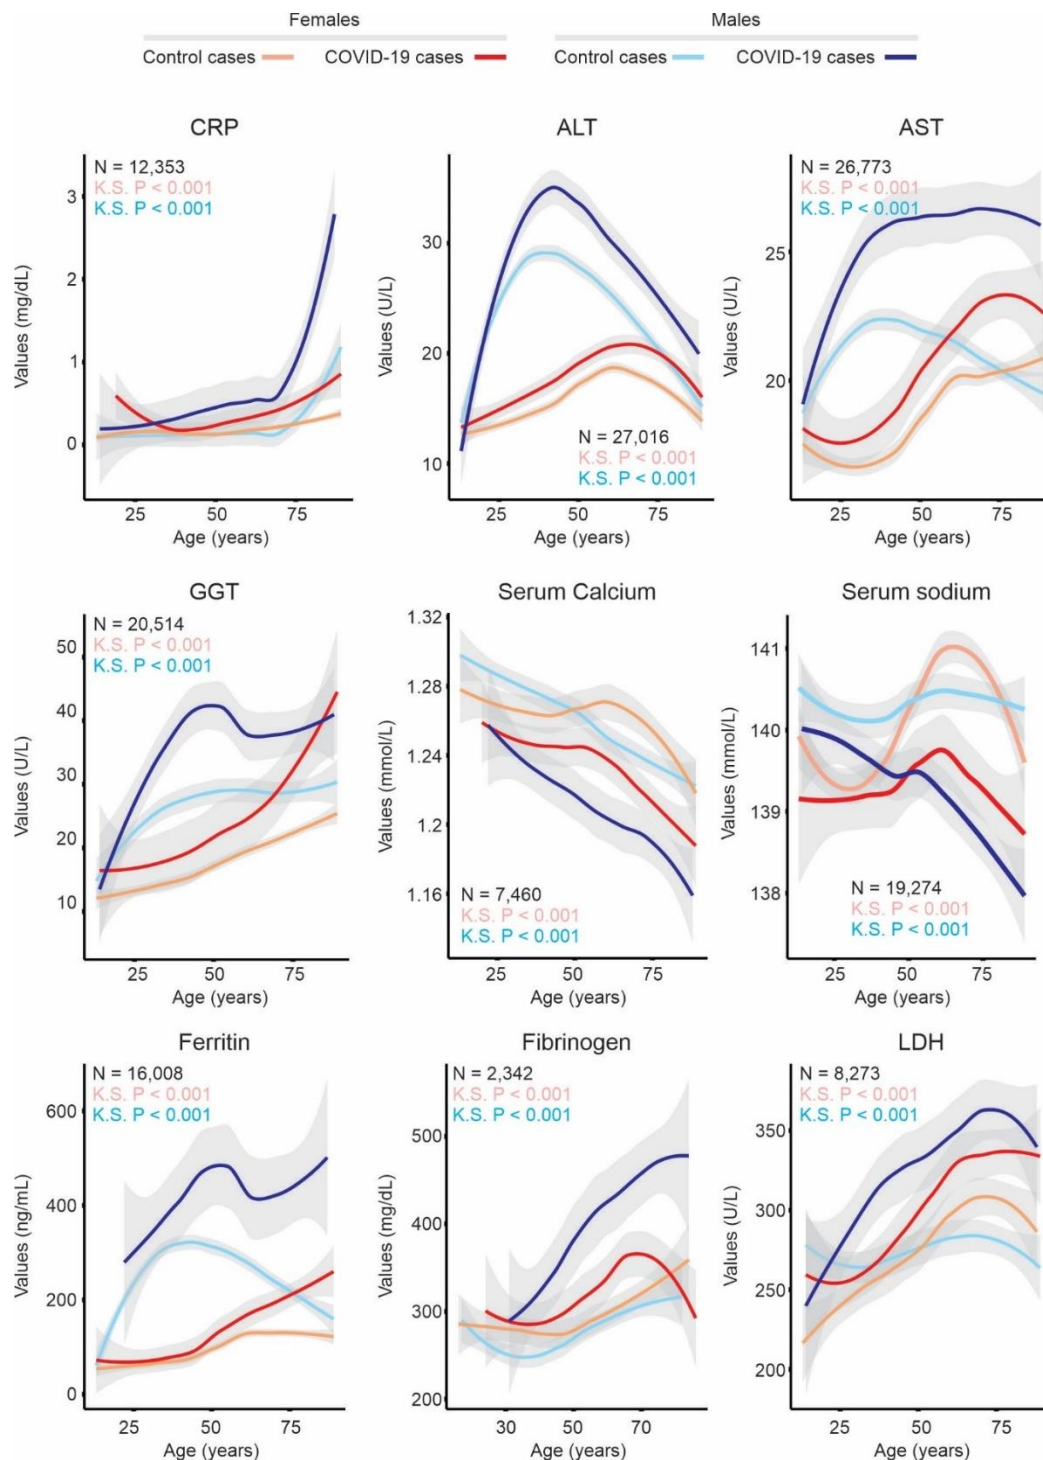 Females Males
Control cases COVID-19 cases Control cases COVID-19 cases
CRP
N = 12,353
K.S. P < 0.001
K.S. P < 0.001
Values (mg/dL)
3
2
1
0
25 50 75
Age (years)
ALT
Values (U/L)
30
20
10
N = 27,016
K.S. P < 0.001
K.S. P < 0.001
25 50 75
Age (years)
AST
N = 26,773
K.S. P < 0.001
K.S. P < 0.001
Values (U/L)
25
20
25 50 75
Age (years)
GGT
N = 20,514
K.S. P < 0.001
K.S. P < 0.001
Values (U/L)
50
40
30
20
10
25 50 75
Age (years)
Serum Calcium
Values (mmol/L)
1.32
1.28
1.24
1.2
1.16
N = 7,460
K.S. P < 0.001
K.S. P < 0.001
25 50 75
Age (years)
Serum sodium
Values (mmol/L)
141
140
139
138
N = 19,274
K.S. P < 0.001
K.S. P < 0.001
25 50 75
Age (years)
Ferritin
N = 16,008
K.S. P < 0.001
K.S. P < 0.001
Values (ng/mL)
600
400
200
0
25 50 75
Age (years)
Fibrinogen
N = 2,342
K.S. P < 0.001
K.S. P < 0.001
Values (mg/dL)
500
400
300
200
30 50 70
Age (years)
LDH
N = 8,273
K.S. P < 0.001
K.S. P < 0.001
Values (U/L)
350
300
250
200
25 50 75
Age (years)